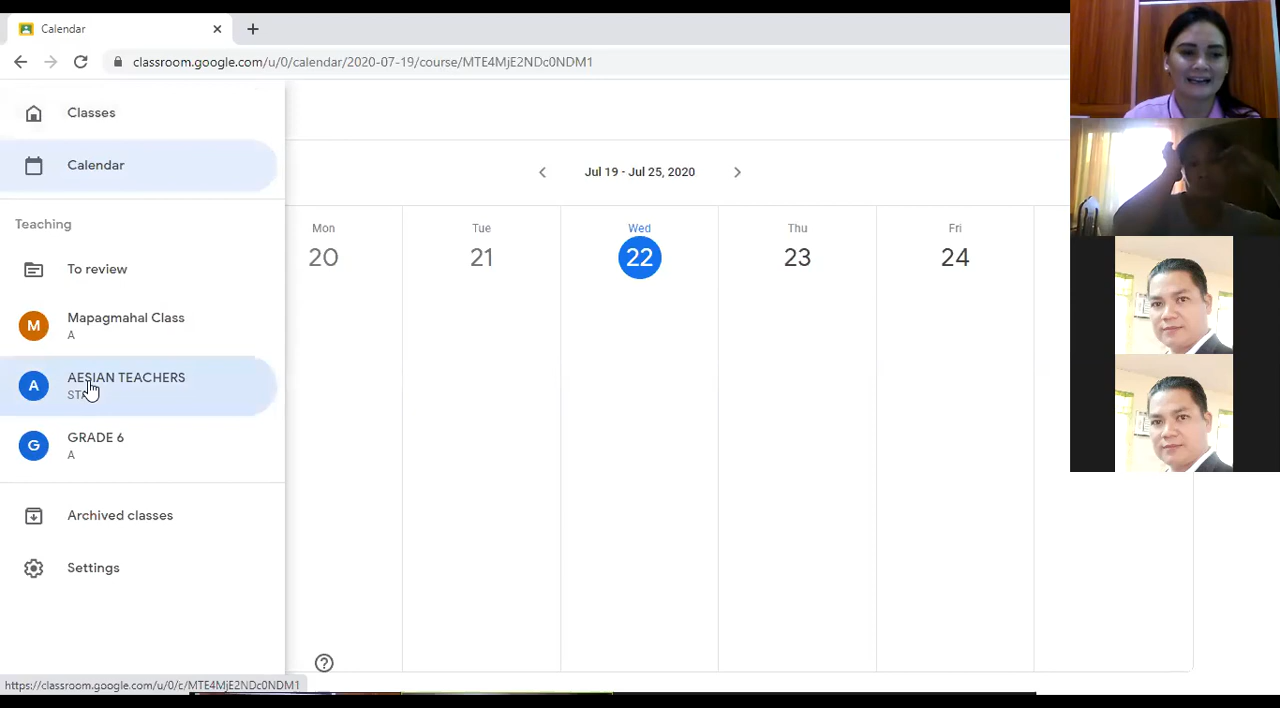 Calendar
classroom.google.com/u/0/calendar/2020-07-19/course/MTE4MjE2NDc0NDM1
Classes
Calendar
Teaching
To review
M Mapagmahal Class
A
A AESIAN TEACHERS
G GRADE 6
A
Archived classes
Settings
Jul 19 - Jul 25, 2020
Mon Tue Wed Thu Fri
20 21 22 23 24
https://classroom.google.com/u/0/c/MTE4MjE2NDc0NDM1